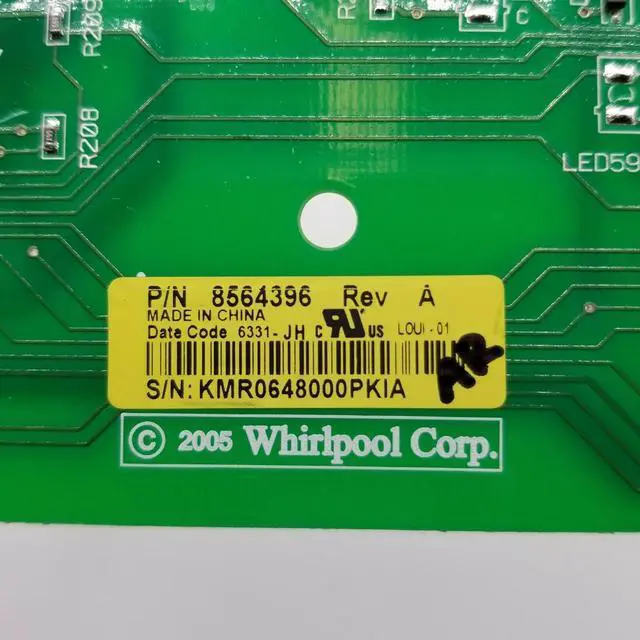 R209
R208
C
LED59
P/N 8564396 Rev A
MADE IN CHINA
Date Code 6331-JH C RU US LOUI-01
S/N: KMR0648000PKIA
© 2005 Whirlpool Corp.